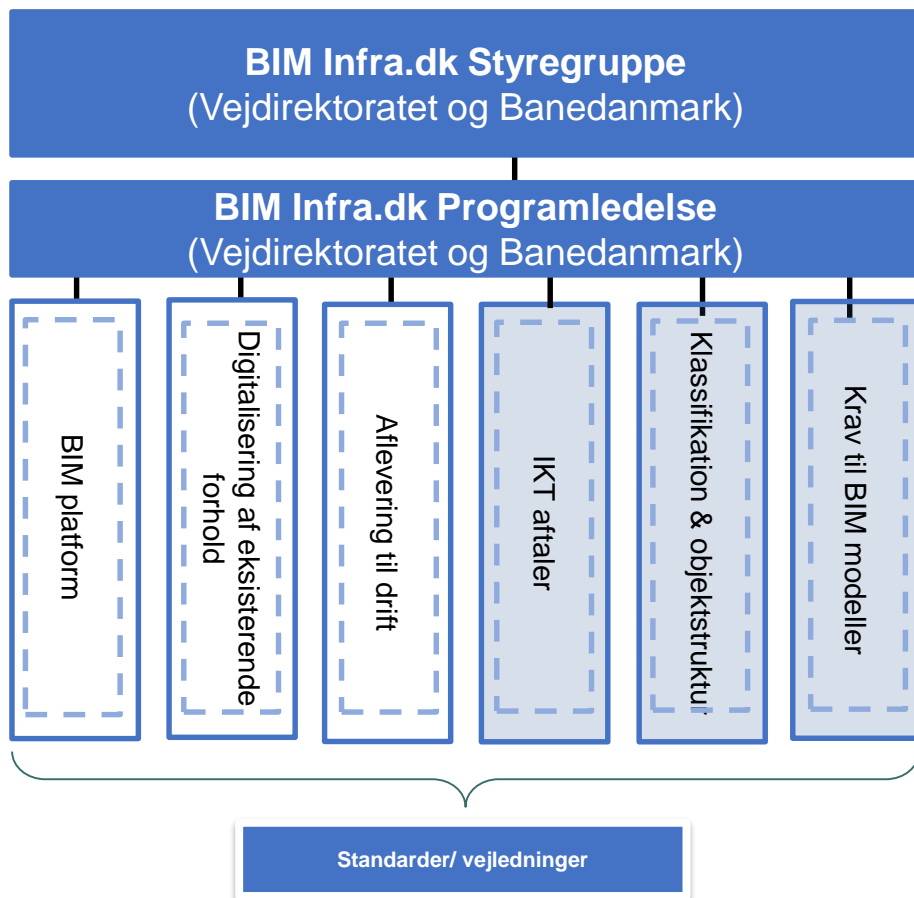 BIM Infra.dk Styregruppe
(Vejdirektoratet og Banedanmark)
BIM Infra.dk Programledelse
(Vejdirektoratet og Banedanmark)
BIM platform
Digitalisering af eksisterende
forhold
Aflevering til drift
IKT aftaler
Klassifikation & objektstruktur
Krav til BIM modeller
Standarder/ vejledninger